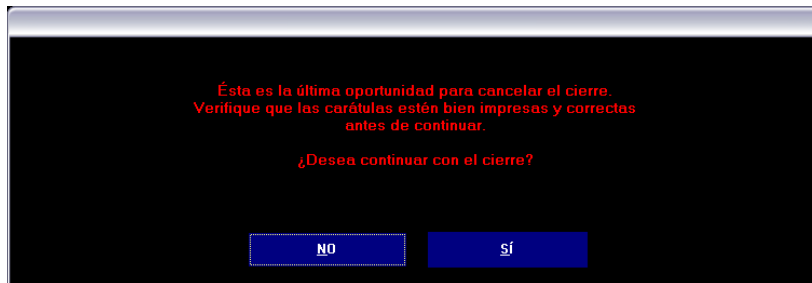 Ésta es la última oportunidad para cancelar el cierre.
Verifique que las carátulas estén bien impresas y correctas
antes de continuar.
¿Desea continuar con el cierre?
NO
SÍ